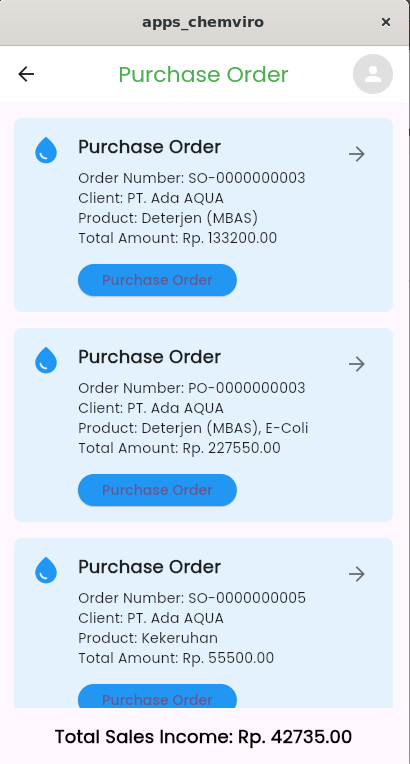 apps_chemviro
Purchase Order
Purchase Order
Order Number: SO-0000000003
Client: PT. Ada AQUA
Product: Deterjen (MBAS)
Total Amount: Rp. 133200.00
Purchase Order
Purchase Order
Order Number: PO-0000000003
Client: PT. Ada AQUA
Product: Deterjen (MBAS), E-Coli
Total Amount: Rp. 227550.00
Purchase Order
Purchase Order
Order Number: SO-0000000005
Client: PT. Ada AQUA
Product: Kekeruhan
Total Amount: Rp. 55500.00
Purchase Order
Total Sales Income: Rp. 42735.00